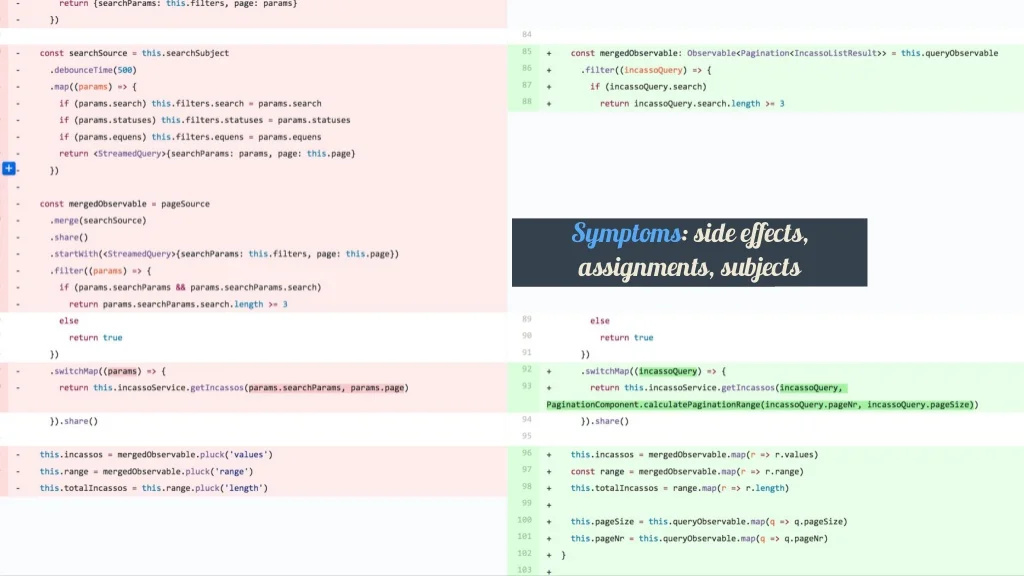 - return {searchParams: this.filters, page: params}
- })
- const searchSource = this.searchSubject
- .debounceTime(500)
- .map((params) => {
- if (params.search) this.filters.search = params.search
- if (params.statuses) this.filters.statuses = params.statuses
- if (params.equens) this.filters.equens = params.equens
- return <StreamedQuery>{searchParams: params, page: this.page}
+ - })
-
- const mergedObservable = pageSource
- .merge(searchSource)
- .share()
- .startWith(<StreamedQuery>{searchParams: this.filters, page: this.page})
- .filter((params) => {
- if (params.searchParams && params.searchParams.search)
- return params.searchParams.search.length >= 3
else
return true
})
- .switchMap((params) => {
- return this.incassoService.getIncassos(params.searchParams, params.page)
}).share()
- this.incassos = mergedObservable.pluck('values')
- this.range = mergedObservable.pluck('range')
- this.totalIncassos = this.range.pluck('length')
84
85 + const mergedObservable: Observable<Pagination<IncassoListResult>> = this.queryObservable
86 + .filter((incassoQuery) => {
87 + if (incassoQuery.search)
88 + return incassoQuery.search.length >= 3
Symptoms: side effects,
assignments, subjects
89 else
90 return true
91 })
92 + .switchMap((incassoQuery) => {
93 + return this.incassoService.getIncassos(incassoQuery,
PaginationComponent.calculatePaginationRange(incassoQuery.pageNr, incassoQuery.pageSize))
94 }).share()
95
96 + this.incassos = mergedObservable.map(r => r.values)
97 + const range = mergedObservable.map(r => r.range)
98 + this.totalIncassos = range.map(r => r.length)
99 +
100 + this.pageSize = this.queryObservable.map(q => q.pageSize)
101 + this.pageNr = this.queryObservable.map(q => q.pageNr)
102 + }
103 +